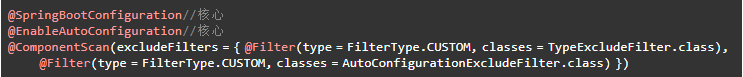 @SpringBootConfiguration//核心
@EnableAutoConfiguration//核心
@ComponentScan(excludeFilters = { @Filter(type = FilterType.CUSTOM, classes = TypeExcludeFilter.class),
@Filter(type = FilterType.CUSTOM, classes = AutoConfigurationExcludeFilter.class) })